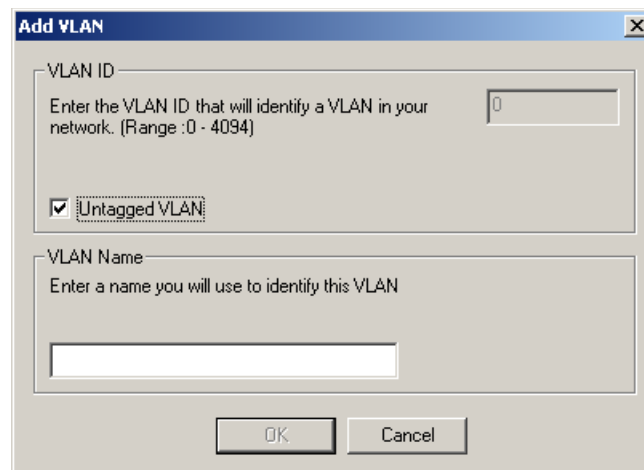 Add VLAN
VLAN ID
Enter the VLAN ID that will identify a VLAN in your
network. (Range :0 - 4094)
0
Untagged VLAN
VLAN Name
Enter a name you will use to identify this VLAN
OK
Cancel